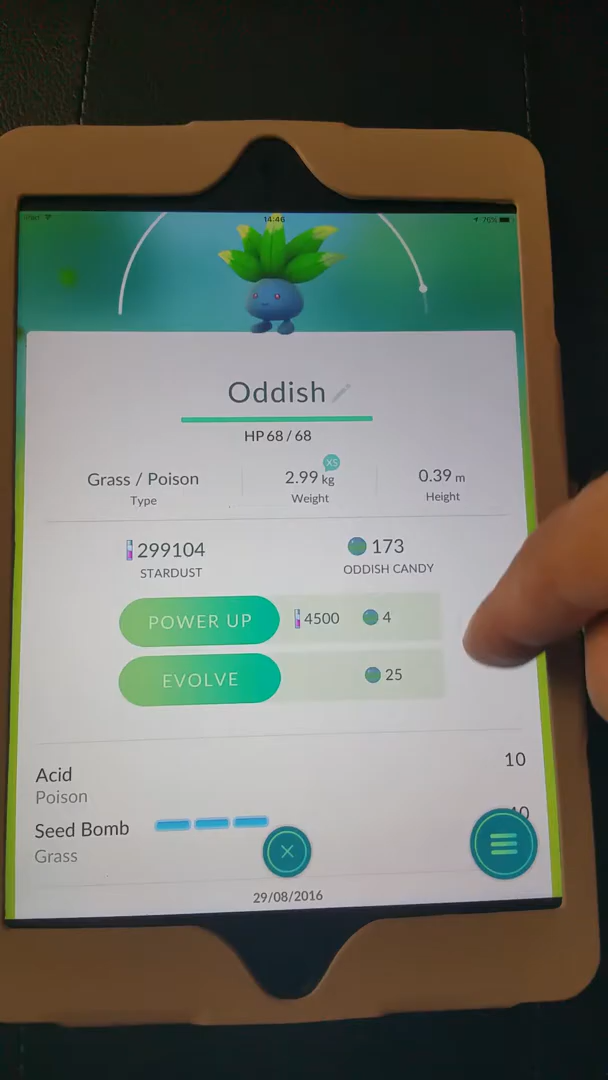 14:46
76%
Oddish
HP 68 / 68
XS
Grass / Poison
2.99 kg
0.39 m
Type
Weight
Height
299104
173
STARDUST
ODDISH CANDY
POWER UP
4500
4
EVOLVE
25
Acid
10
Poison
Seed Bomb
Grass
29/08/2016